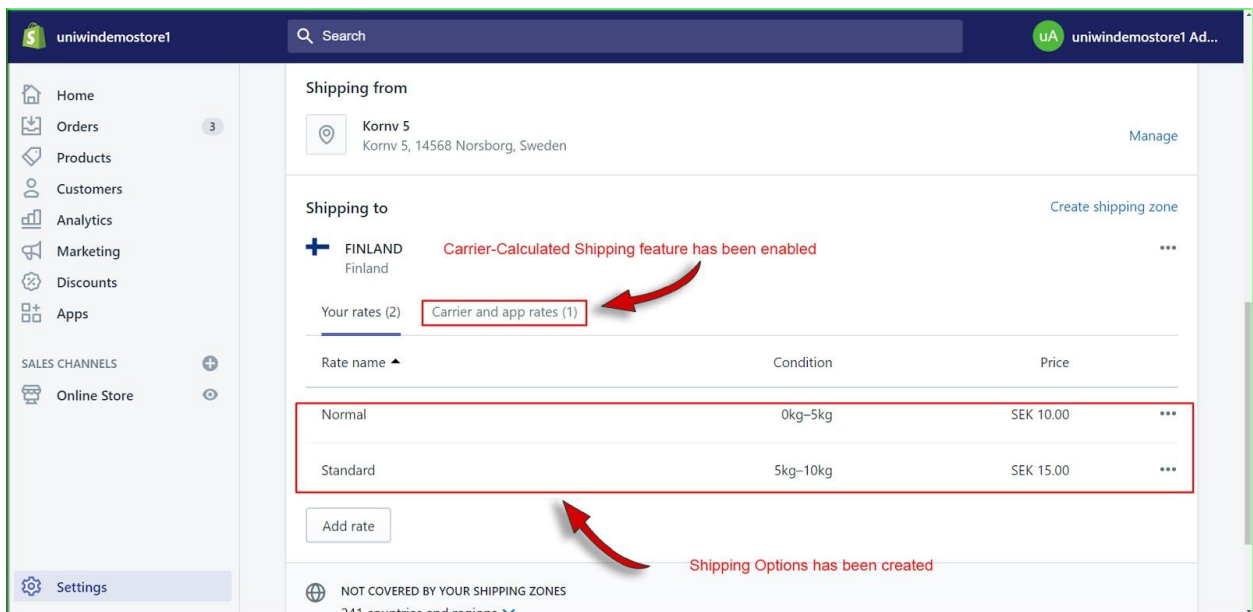 uniwindemostore1
Search
uA
uniwindemostore1 Ad...
Home
Orders
3
Products
Customers
Analytics
Marketing
Discounts
Apps
SALES CHANNELS
Online Store
Settings
Shipping from
Kornv 5
Kornv 5, 14568 Norsborg, Sweden
Manage
Shipping to
Create shipping zone
FINLAND
Finland
Carrier-Calculated Shipping feature has been enabled
Your rates (2)
Carrier and app rates (1)
Rate name
Condition
Price
Normal
0kg–5kg
SEK 10.00
Standard
5kg–10kg
SEK 15.00
Add rate
Shipping Options has been created
NOT COVERED BY YOUR SHIPPING ZONES
241 countries and regions